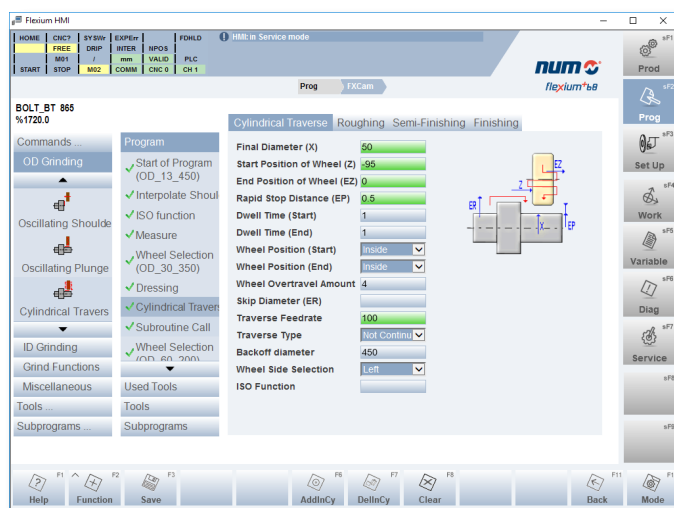 Flexium HMI
HOME CNC? SYSWr EXPErr FDHLD
FREE DRIP INTER NPOS
M01 / mm VALID PLC
START STOP M02 COMM CNC 0 CH 1
HMI: in Service mode
num
flexium+68
Prog FXCam
BOLT_BT 865
%1720.0
Commands ...
OD Grinding
Oscillating Shoulde
Oscillating Plunge
Cylindrical Travers
ID Grinding
Grind Functions
Miscellaneous
Tools ...
Subprograms ...
Program
Start of Program
(OD_13_450)
Interpolate Shoul
ISO function
Measure
Wheel Selection
(OD_30_350)
Dressing
Cylindrical Travers
Subroutine Call
Wheel Selection
(OD_60_200)
Used Tools
Tools
Subprograms
Cylindrical Traverse Roughing Semi-Finishing Finishing
Final Diameter (X) 50
Start Position of Wheel (Z) -95
End Position of Wheel (EZ) 0
Rapid Stop Distance (EP) 0.5
Dwell Time (Start) 1
Dwell Time (End) 1
Wheel Position (Start) Inside
Wheel Position (End) Inside
Wheel Overtravel Amount 4
Skip Diameter (ER)
Traverse Feedrate 100
Traverse Type Not Continu
Backoff diameter 450
Wheel Side Selection Left
ISO Function
EZ
Z
ER
X
EP
sF1
Prod
sF2
Prog
sF3
Set Up
sF4
Work
sF5
Variable
sF6
Diag
sF7
Service
sF8
sF9
F1 Help
F2 Function
F3 Save
F6 AddInCy
F7 DelInCy
F8 Clear
F11 Back
F1 Mode